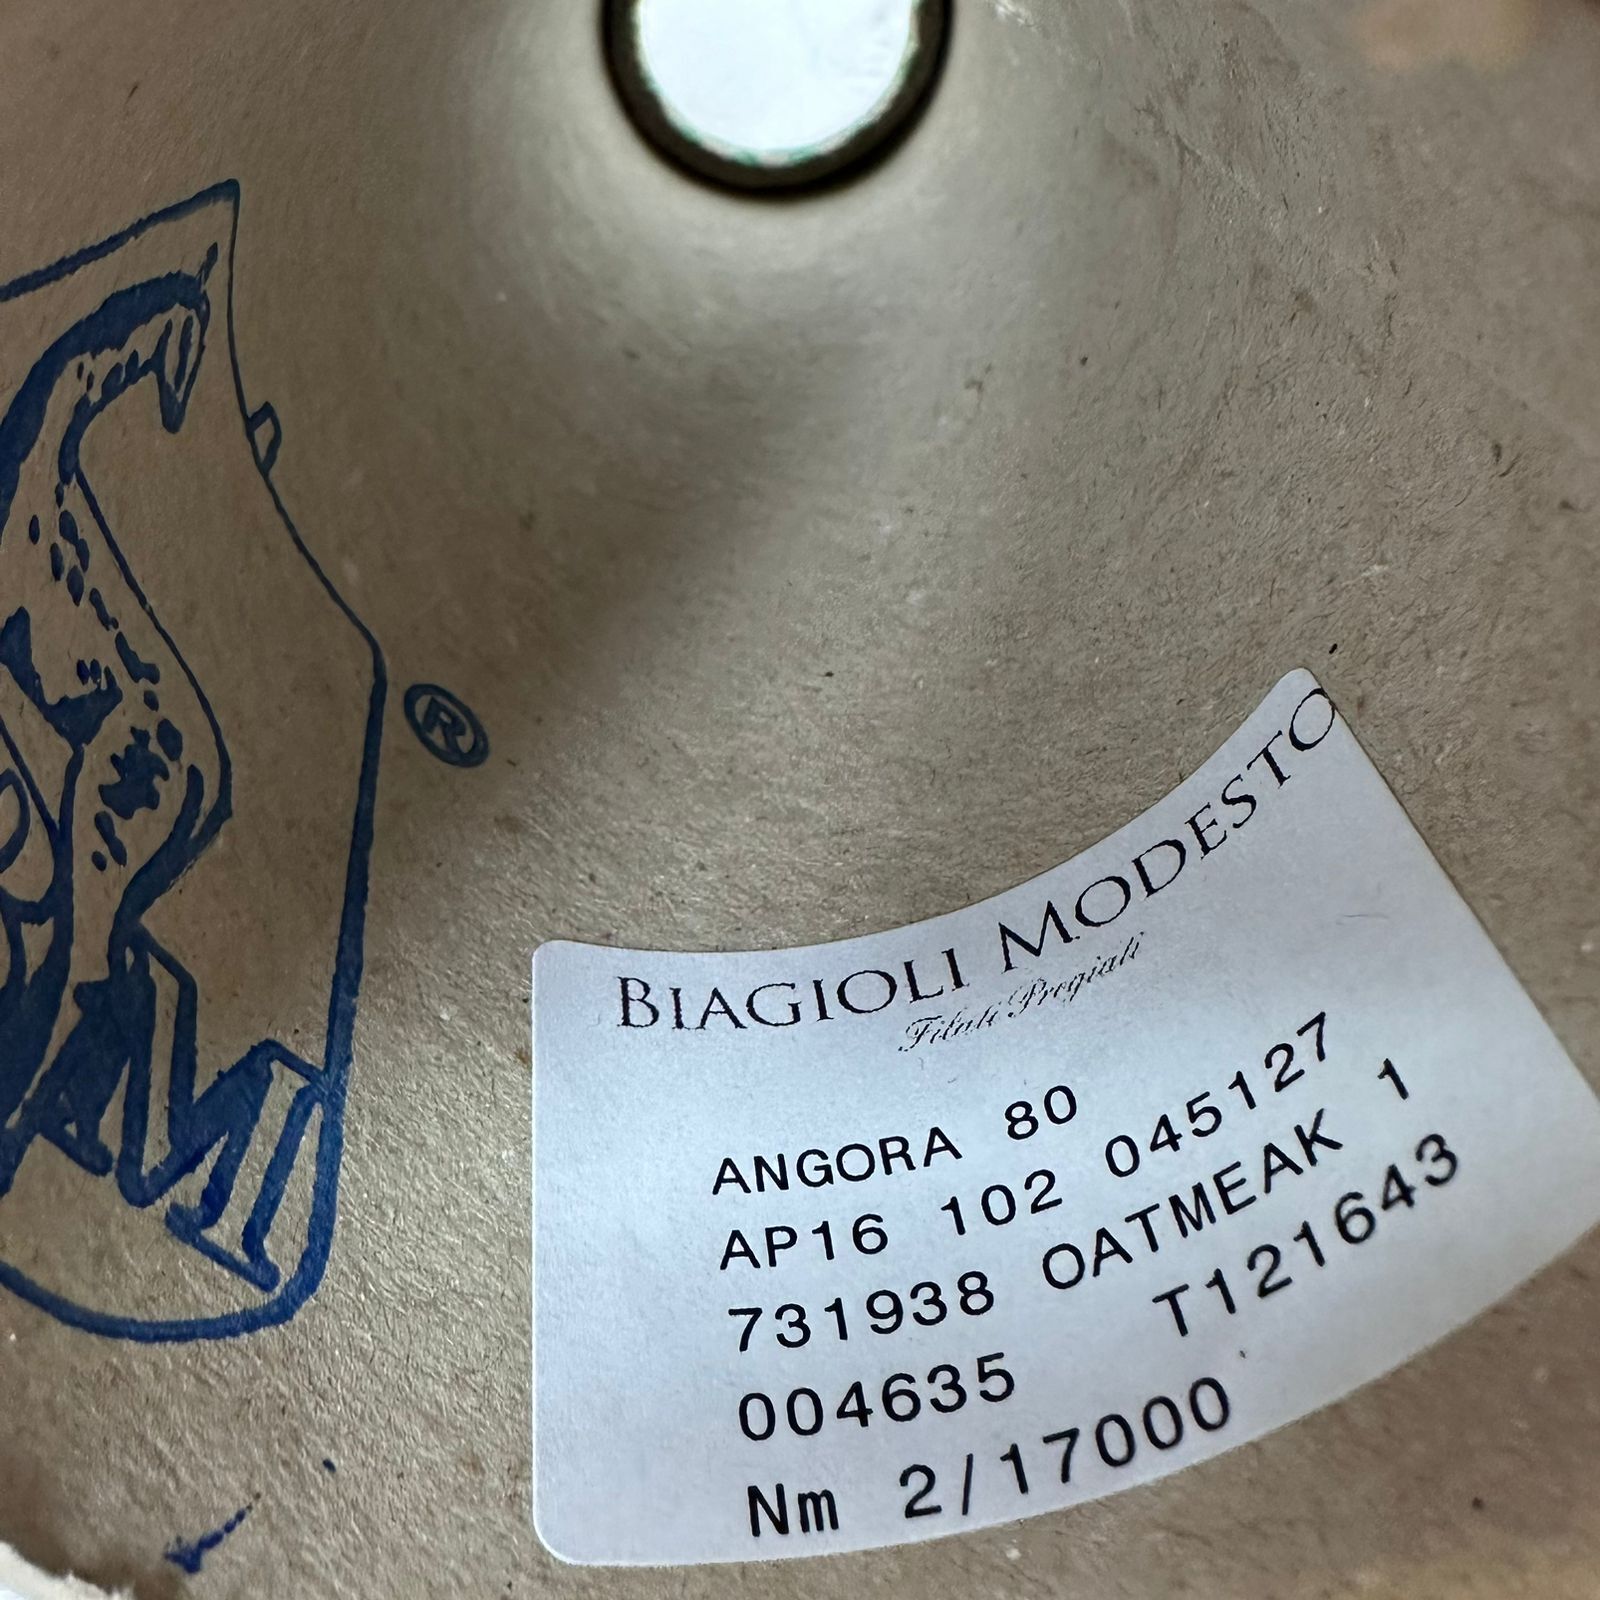 ®
BIAGIOLI MODESTO
Filati Pregiati
ANGORA 80
AP16 102 045127
731938 OATMEAK 1
004635 T121643
Nm 2/17000